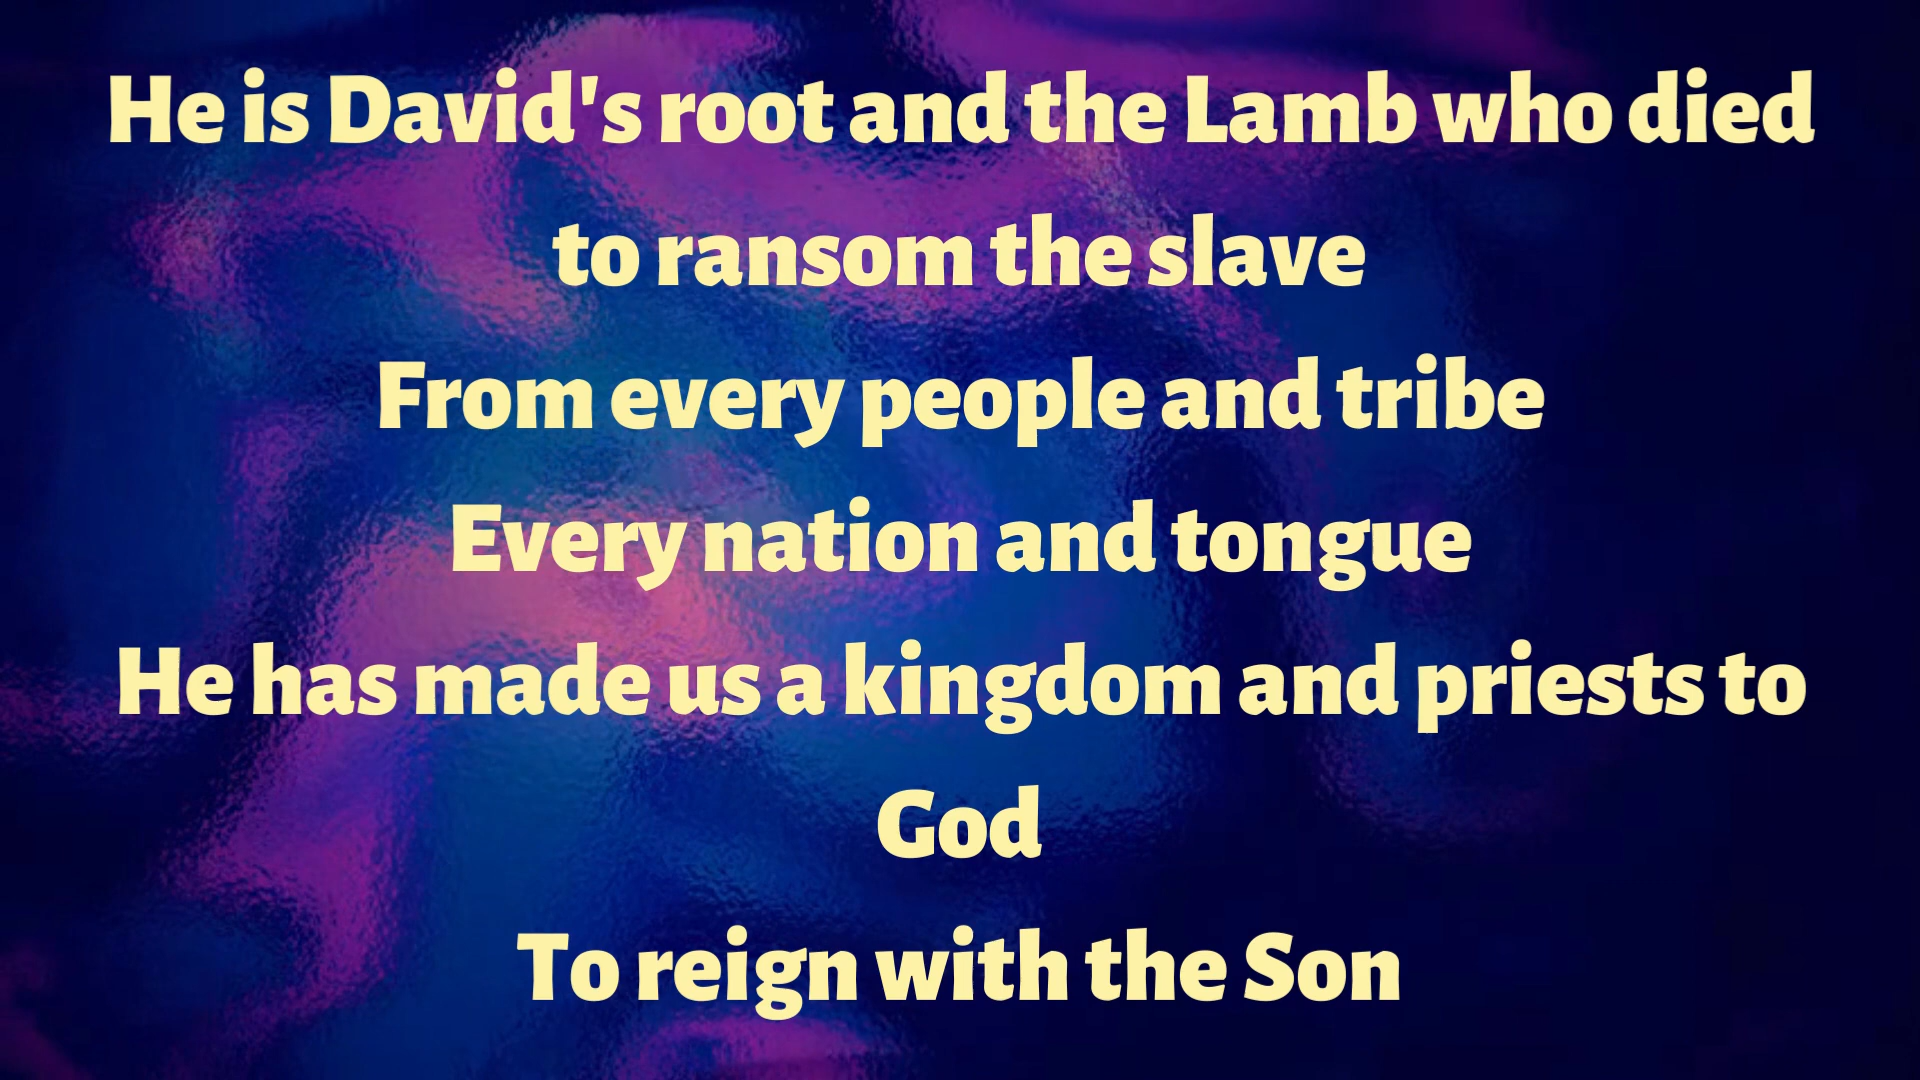 He is David's root and the Lamb who died
to ransom the slave
From every people and tribe
Every nation and tongue
He has made us a kingdom and priests to
God
To reign with the Son